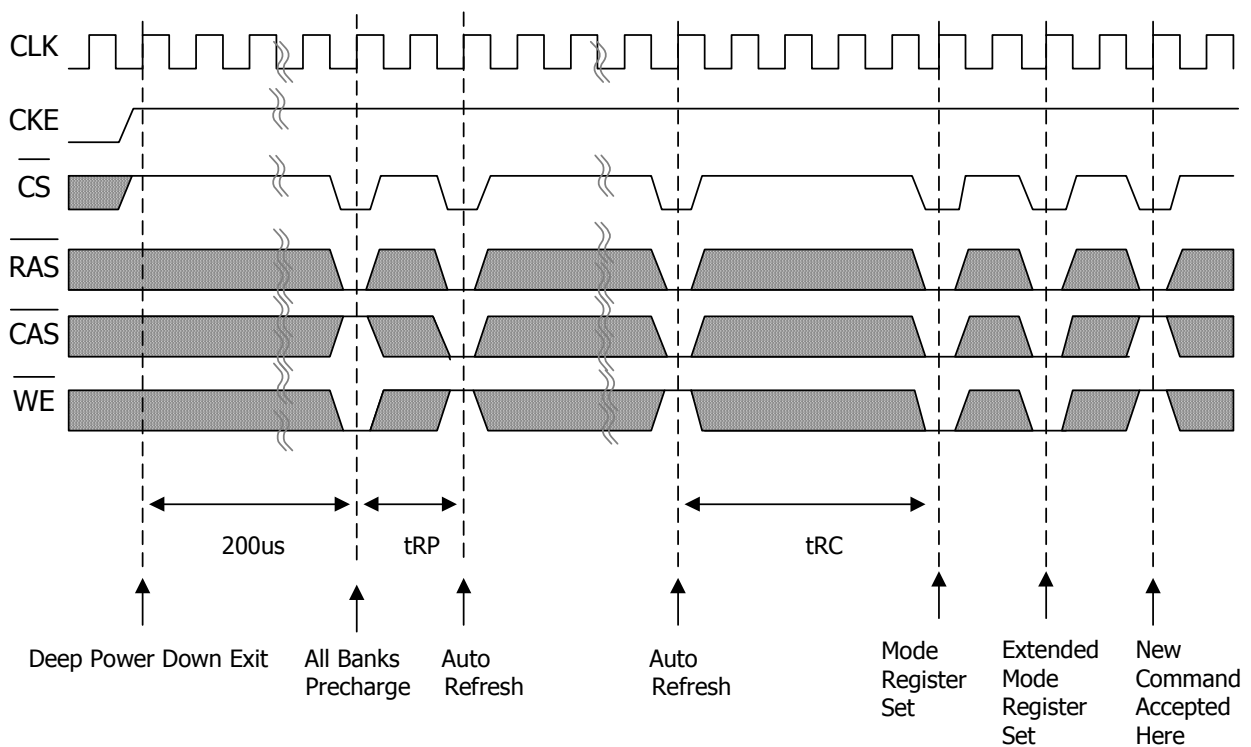 CLK
CKE
CS
RAS
CAS
WE
200us
tRP
tRC
Deep Power Down Exit
All Banks
Precharge
Auto
Refresh
Auto
Refresh
Mode
Register
Set
Extended
Mode
Register
Set
New
Command
Accepted
Here